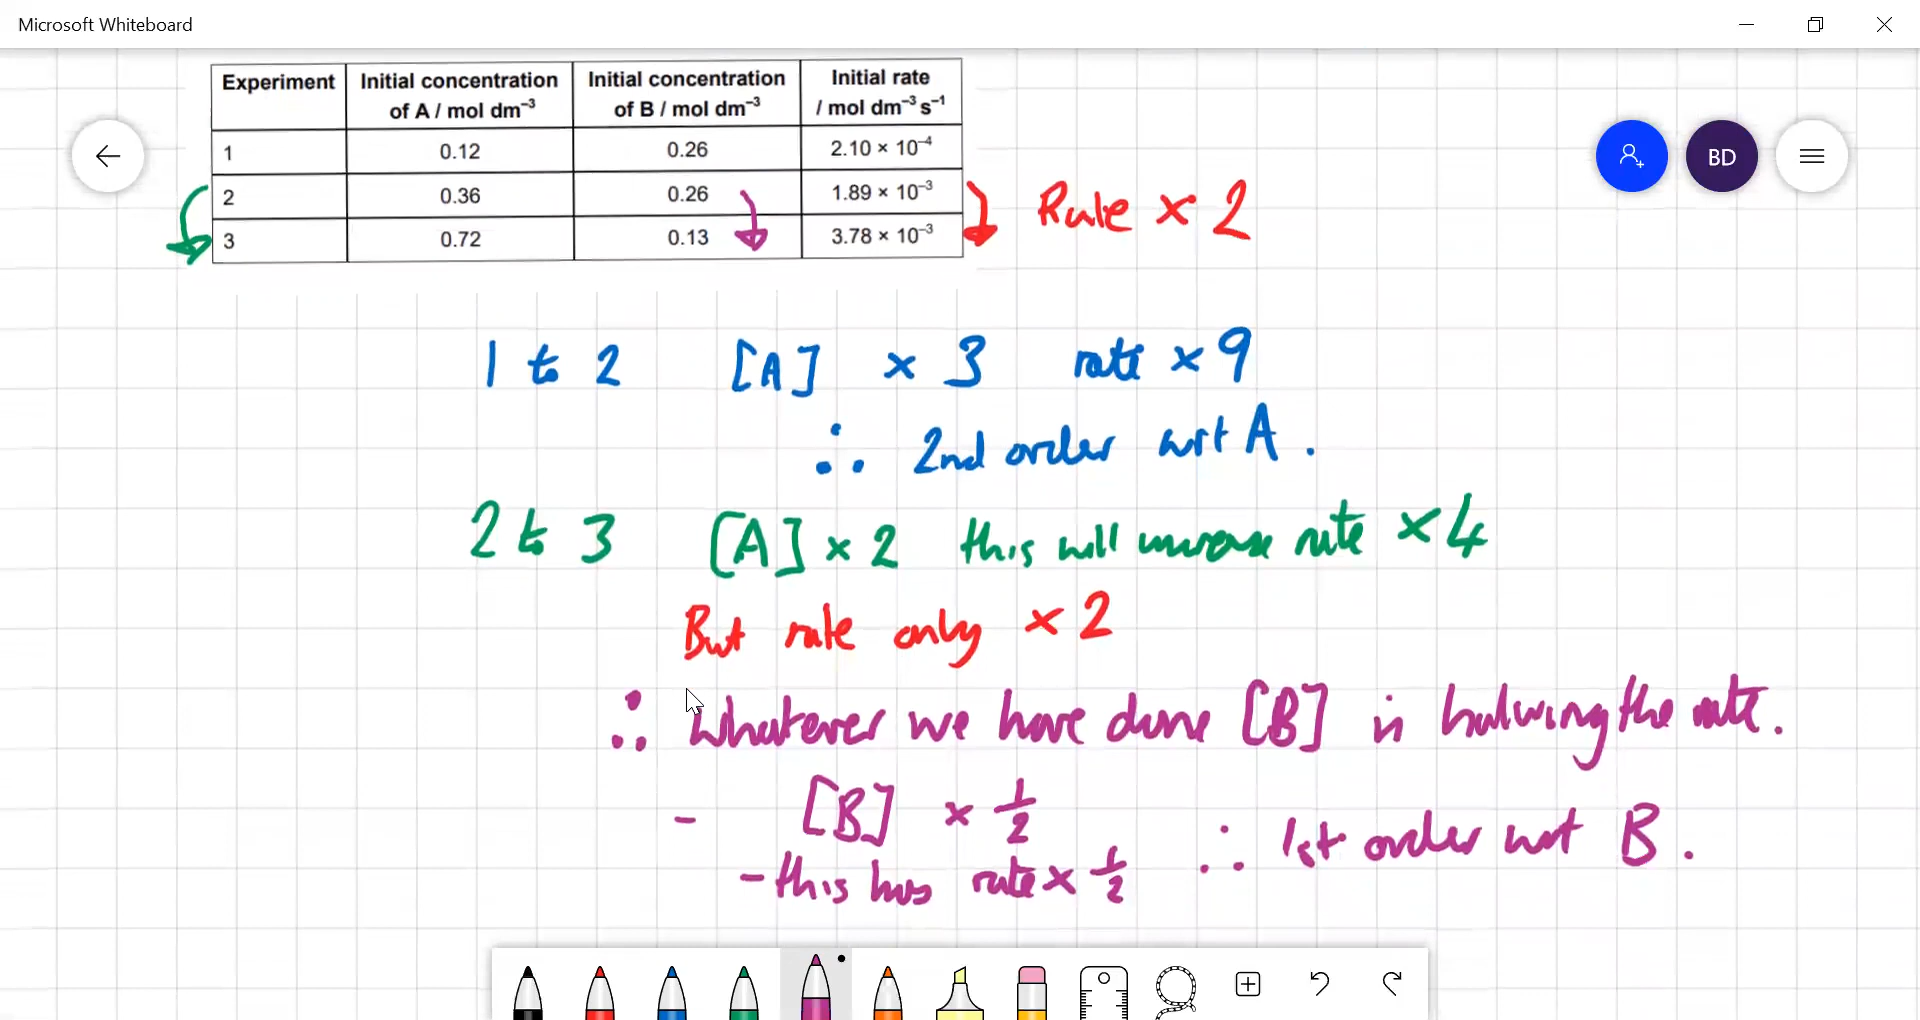 Microsoft Whiteboard
Experiment Initial concentration of A / mol dm⁻³ Initial concentration of B / mol dm⁻³ Initial rate / mol dm⁻³ s⁻¹
1 0.12 0.26 2.10 × 10⁻⁴
2 0.36 0.26 1.89 × 10⁻³
3 0.72 0.13 3.78 × 10⁻³
BD
Rate × 2
1 to 2 [A] × 3 rate × 9
∴ 2nd order wrt A.
2 to 3 [A] × 2 this will increase rate × 4
But rate only × 2
∴ Whatever we have done [B] is halving the rate.
- [B] × 1/2
- this has rate × 1/2 ∴ 1st order wrt B.